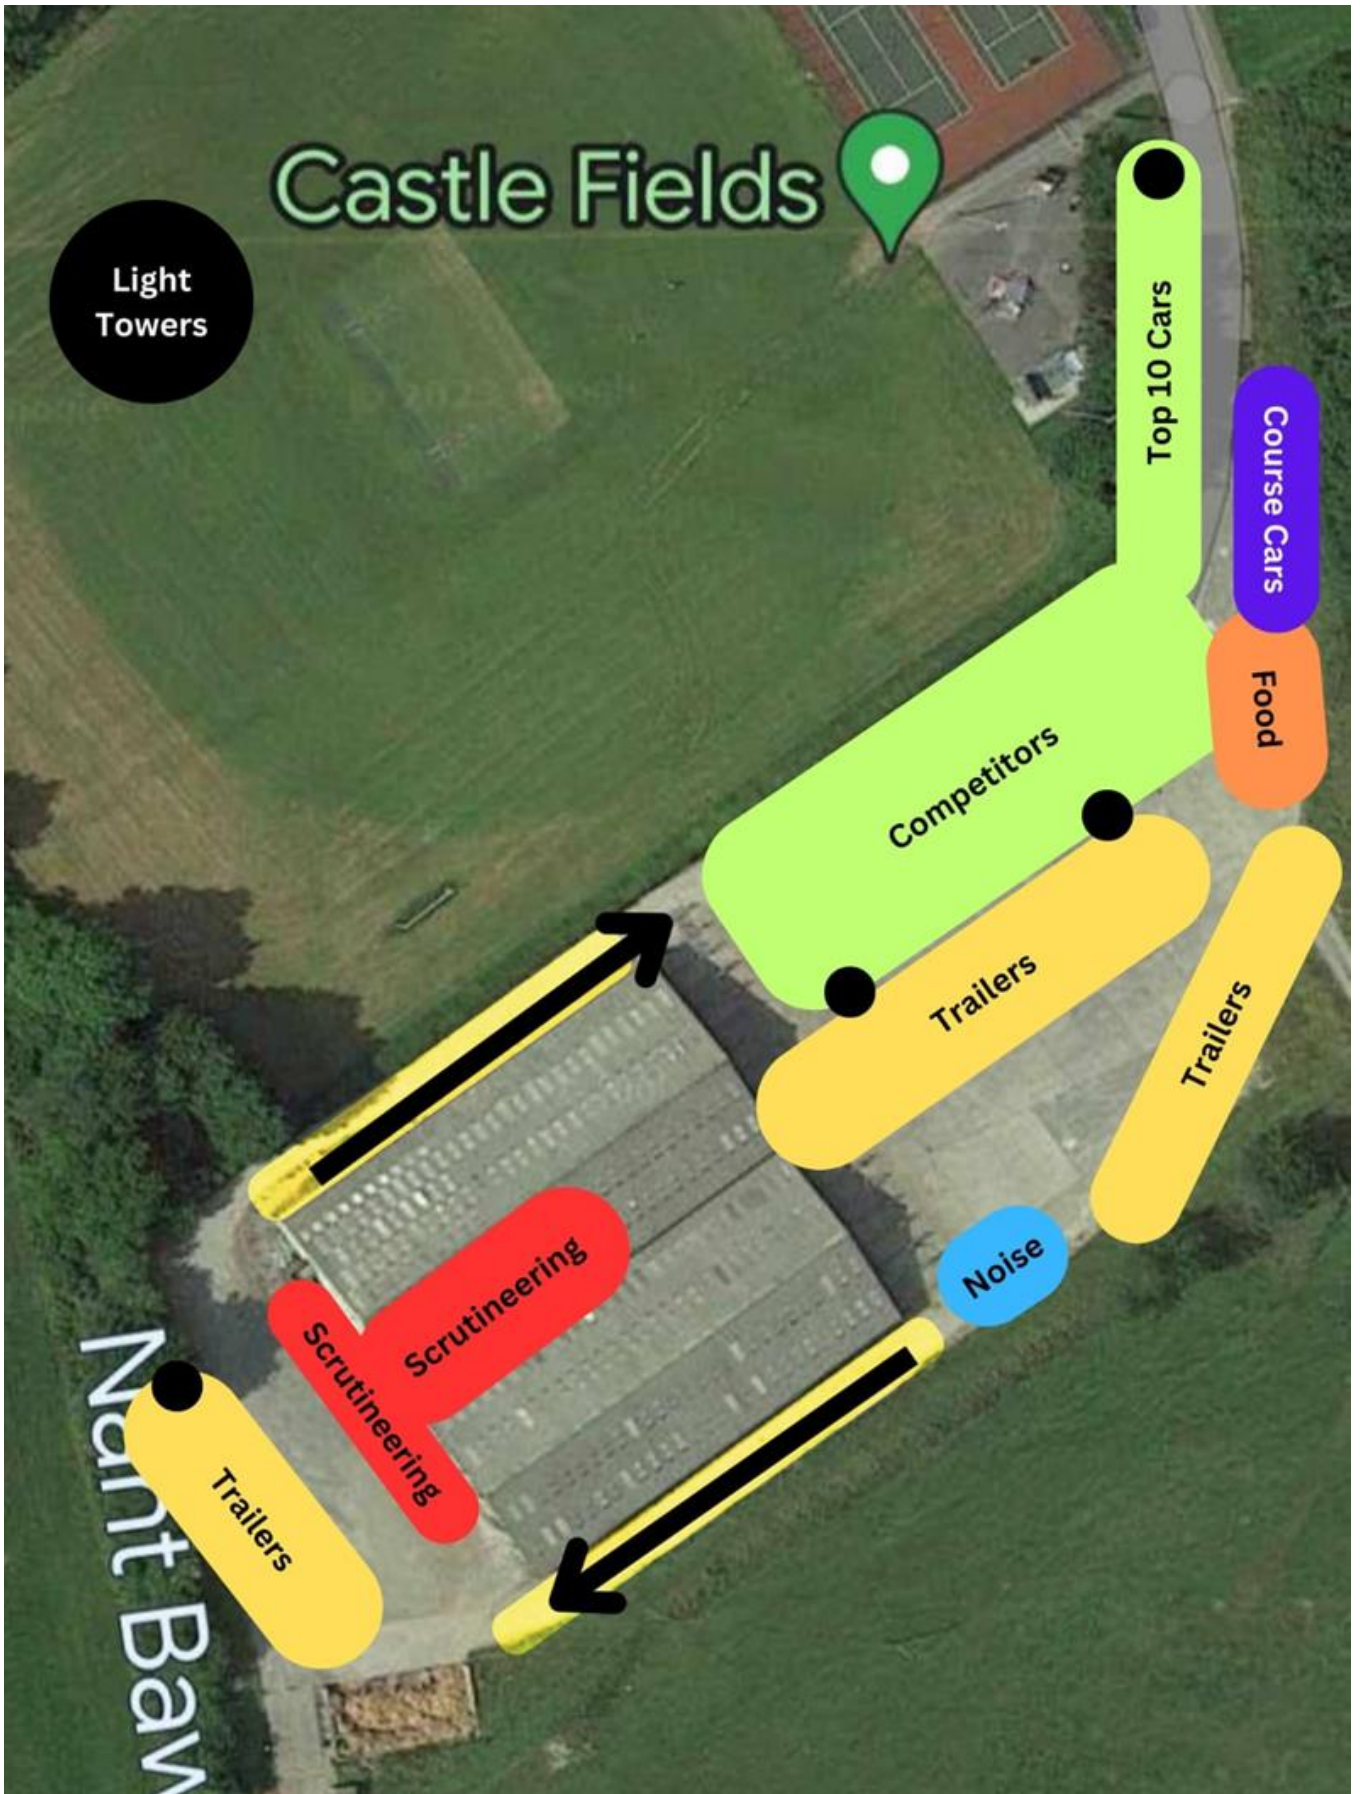 Castle Fields
Light
Towers
Top 10 Cars
Course Cars
Food
Competitors
Trailers
Trailers
Noise
Scrutineering
Scrutineering
Trailers
Nant Baw